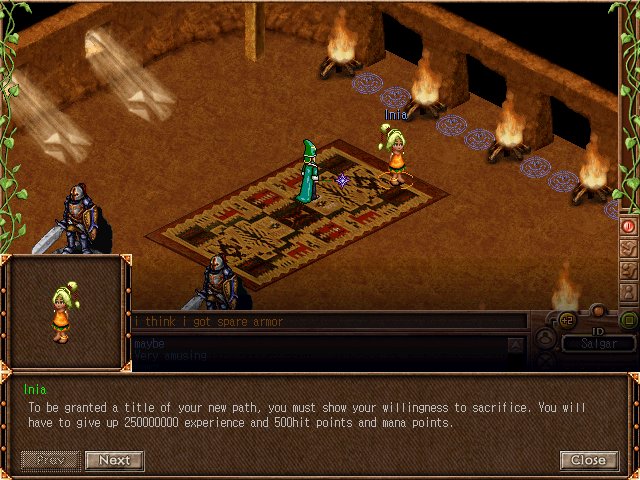 Inia
i think i got spare armor
maybe
Very amusing
+2
ID
Salgar
Inia
To be granted a title of your new path, you must show your willingness to sacrifice. You will
have to give up 250000000 experience and 500hit points and mana points.
Prev
Next
Close